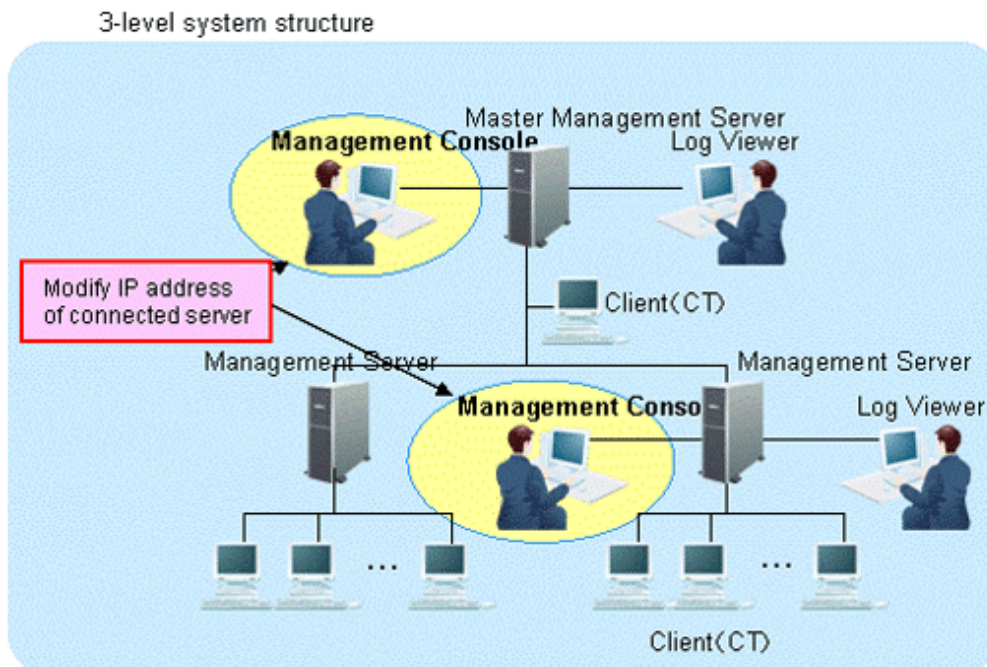 3-level system structure
Master Management Server
Management Console
Log Viewer
Modify IP address
of connected server
Client(CT)
Management Server
Management Server
Management Conso
Log Viewer
...
...
Client(CT)